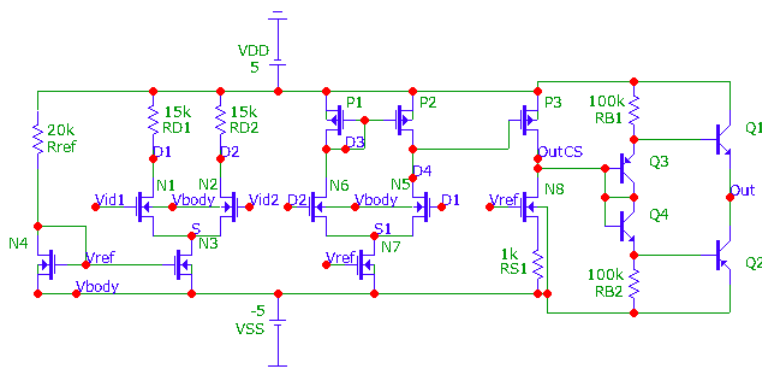 VDD
5
20k
Rref
15k
RD1
15k
RD2
P1
P2
P3
100k
RB1
Q1
D1
D2
D3
D4
OutCS
Q3
N1
N2
N6
N5
N8
Q4
Out
Vid1
Vbody
Vid2
D2
Vbody
D1
Vref
N4
Vref
S
N3
S1
N7
Vref
1k
RS1
100k
RB2
Q2
Vbody
-5
VSS